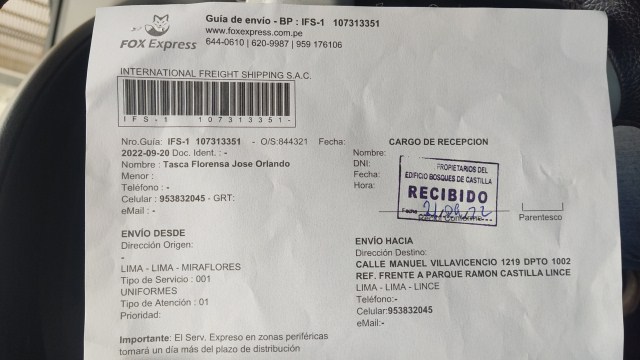 Guía de envío - BP : IFS-1 107313351
www.foxexpress.com.pe
644-0610 | 620-9987 | 959 176106
FOX Express
INTERNATIONAL FREIGHT SHIPPING S.A.C.
IFS-1 107313351-
Nro.Guía: IFS-1 107313351 - O/S:844321 Fecha:
2022-09-20 Doc. Ident. : -
Nombre : Tasca Florensa Jose Orlando
Menor :
Teléfono : -
Celular : 953832045 - GRT:
eMail : -
CARGO DE RECEPCION
Nombre:
DNI:
Fecha:
Hora:
PROPIETARIOS DEL
EDIFICIO BOSQUES DE CASTILLA
RECIBIDO
Fecha
Parentesco
ENVÍO DESDE
Dirección Origen:
-
LIMA - LIMA - MIRAFLORES
Tipo de Servicio : 001
UNIFORMES
Tipo de Atención : 01
Prioridad:
ENVÍO HACIA
Dirección Destino:
CALLE MANUEL VILLAVICENCIO 1219 DPTO 1002
REF. FRENTE A PARQUE RAMON CASTILLA LINCE
LIMA - LIMA - LINCE
Teléfono:-
Celular:953832045
eMail:-
Importante: El Serv. Expreso en zonas periféricas
tomará un día más del plazo de distribución